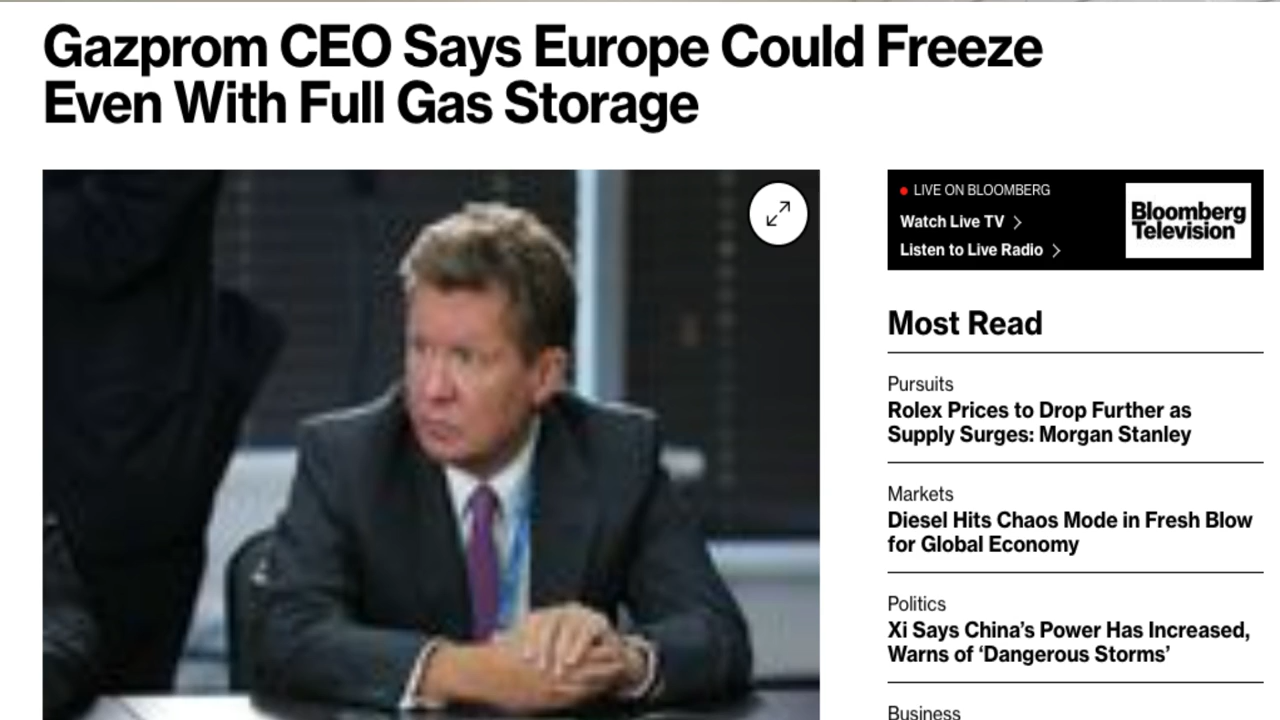 Gazprom CEO Says Europe Could Freeze
Even With Full Gas Storage
LIVE ON BLOOMBERG
Watch Live TV
Listen to Live Radio
Bloomberg
Television
Most Read
Pursuits
Rolex Prices to Drop Further as
Supply Surges: Morgan Stanley
Markets
Diesel Hits Chaos Mode in Fresh Blow
for Global Economy
Politics
Xi Says China’s Power Has Increased,
Warns of ‘Dangerous Storms’
Business